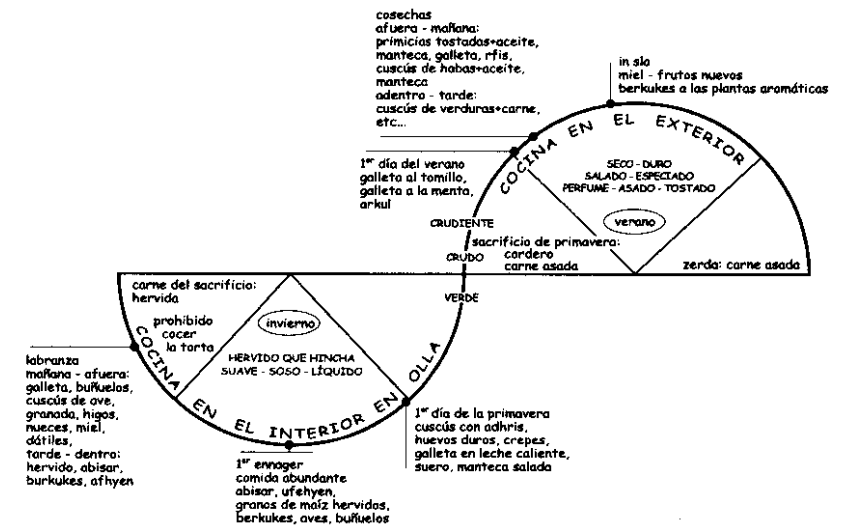 cosechas
afuera - mañana:
primicias tostadas+aceite,
manteca, galleta, rfis,
cuscús de habas+aceite,
manteca
adentro - tarde:
cuscús de verduras+carne,
etc...
in sla
miel - frutos nuevos
berkukes a las plantas aromáticas
1er día del verano
galleta al tomillo,
galleta a la menta,
arkul
COCINA EN EL EXTERIOR
SECO - DURO
SALADO - ESPECIADO
PERFUME - ASADO - TOSTADO
verano
CRUDIENTE
CRUDO
VERDE
sacrificio de primavera:
cordero
carne asada
zerda: carne asada
carne del sacrificio:
hervida
prohibido
cocer
la torta
invierno
HERVIDO QUE HINCHA
SUAVE - SOSO - LÍQUIDO
COCINA EN EL INTERIOR EN OLLA
labranza
mañana - afuera:
galleta, buñuelos,
cuscús de ave,
granada, higos,
nueces, miel,
dátiles,
tarde - dentro:
hervido, abisar,
burkukes, afhyen
1er ennager
comida abundante
abisar, ufehyen,
granos de maíz hervidos,
berkukes, aves, buñuelos
1er día de la primavera
cuscús con adhris,
huevos duros, crepes,
galleta en leche caliente,
suero, manteca salada